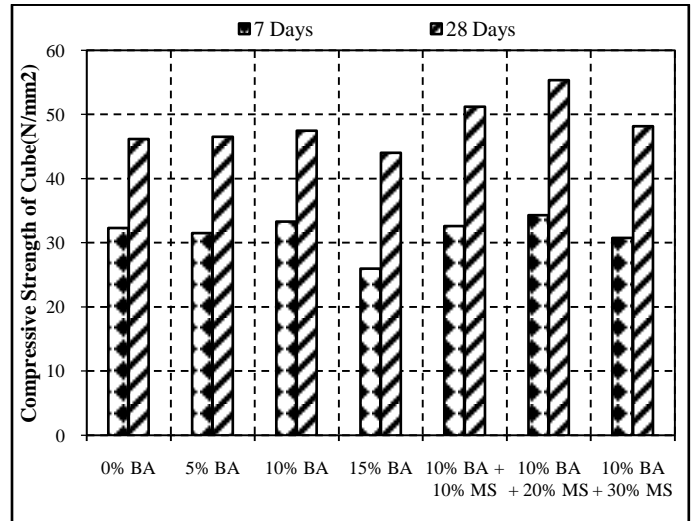 7 Days 28 Days
Compressive Strength of Cube(N/mm2)
60
50
40
30
20
10
0
0% BA 5% BA 10% BA 15% BA 10% BA + 10% BA 10% BA
10% MS + 20% MS + 30% MS